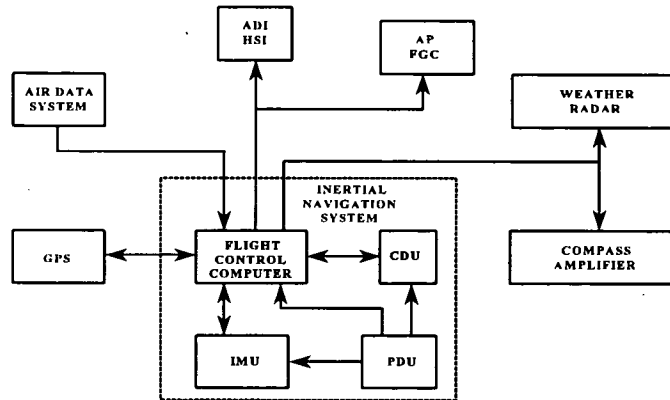 ADI
HSI
AP
FGC
AIR DATA
SYSTEM
WEATHER
RADAR
INERTIAL
NAVIGATION
SYSTEM
GPS
FLIGHT
CONTROL
COMPUTER
CDU
COMPASS
AMPLIFIER
IMU
PDU